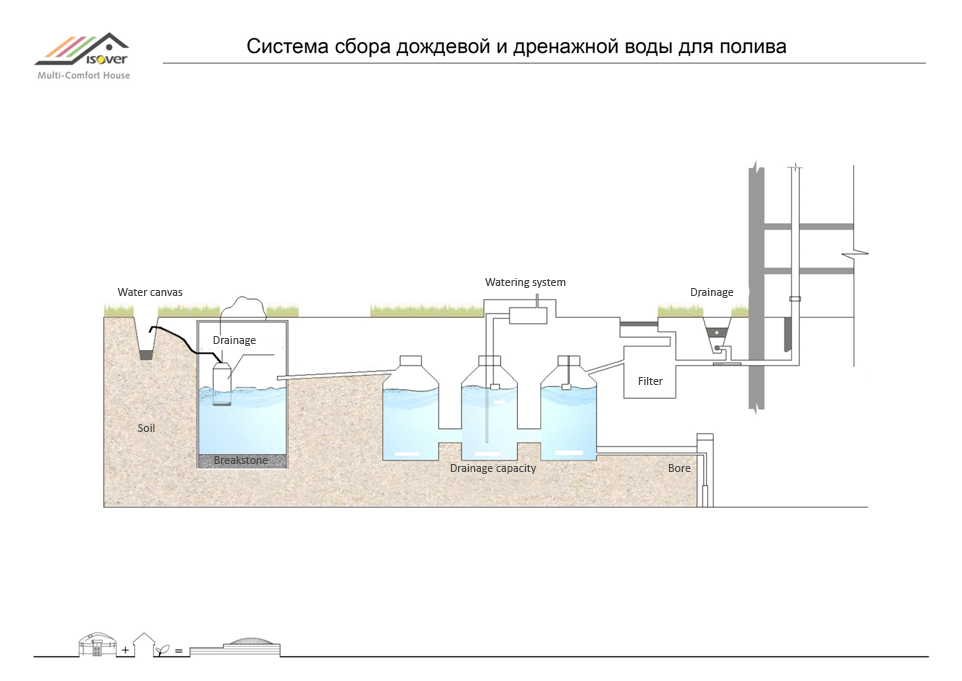 Система сбора дождевой и дренажной воды для полива
isover
Multi-Comfort House
Watering system
Water canvas
Drainage
Drainage
Filter
Soil
Breakstone
Drainage capacity
Bore
+ =